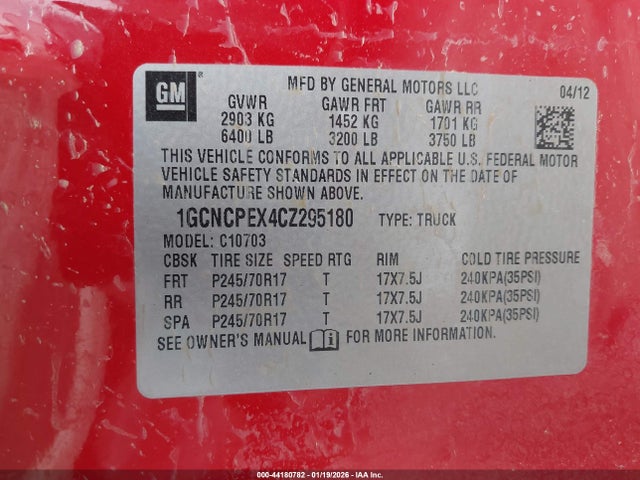 GM
MFD BY GENERAL MOTORS LLC
04/12
GVWR GAWR FRT GAWR RR
2903 KG 1452 KG 1701 KG
6400 LB 3200 LB 3750 LB
THIS VEHICLE CONFORMS TO ALL APPLICABLE U.S. FEDERAL MOTOR
VEHICLE SAFETY STANDARDS IN EFFECT ON THE DATE OF
MANUFACTURE SHOWN ABOVE.
1GCNCPEX4CZ295180 TYPE: TRUCK
MODEL: C10703
CBSK TIRE SIZE SPEED RTG RIM COLD TIRE PRESSURE
FRT P245/70R17 T 17X7.5J 240KPA(35PSI)
RR P245/70R17 T 17X7.5J 240KPA(35PSI)
SPA P245/70R17 T 17X7.5J 240KPA(35PSI)
SEE OWNER'S MANUAL FOR MORE INFORMATION.
000-44180782 - 01/19/2026 - IAA Inc.